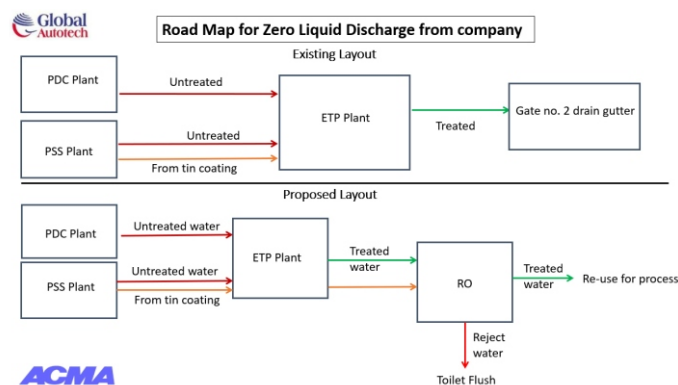 Global
Autotech
Road Map for Zero Liquid Discharge from company
Existing Layout
PDC Plant
Untreated
ETP Plant
Gate no. 2 drain gutter
Treated
PSS Plant
Untreated
From tin coating
Proposed Layout
PDC Plant
Untreated water
ETP Plant
Treated
water
RO
Treated
water
Re-use for process
PSS Plant
Untreated water
From tin coating
Reject
water
Toilet Flush
ACMA